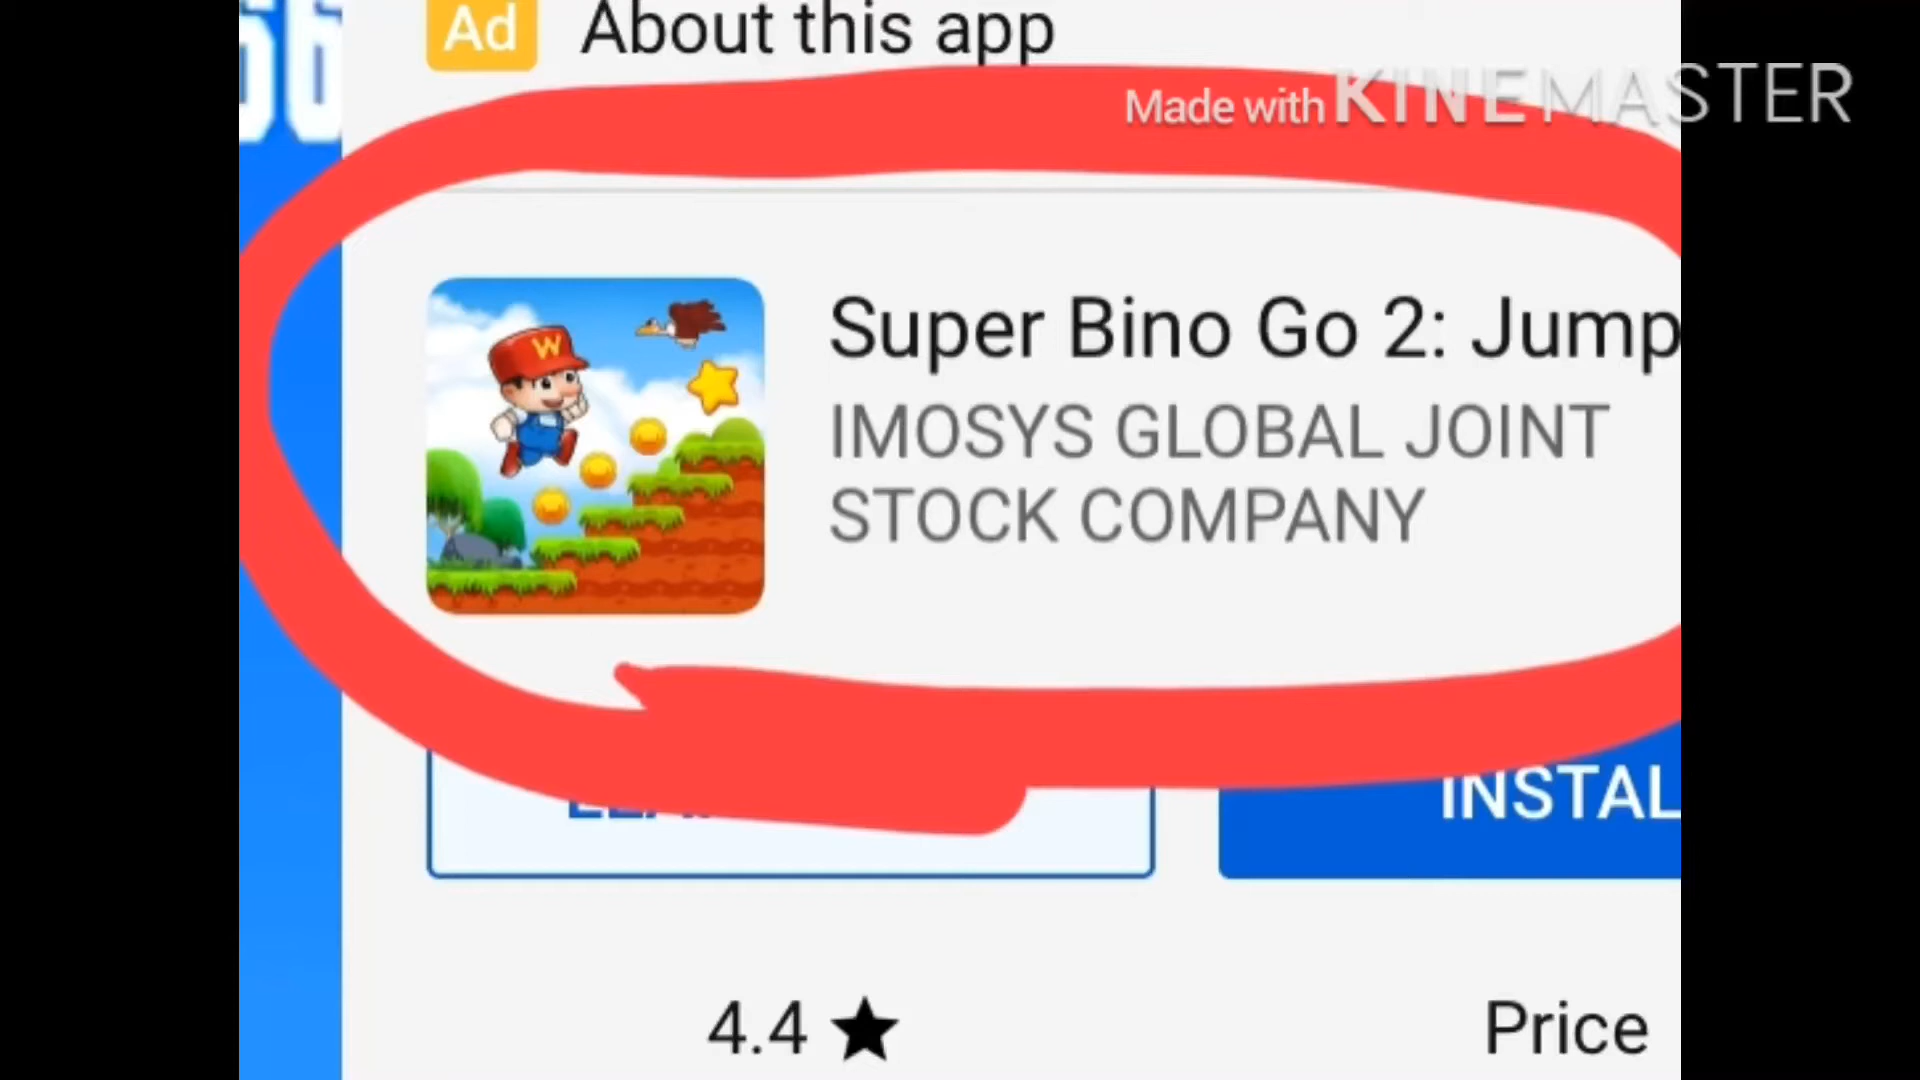 66
Ad About this app
Made with KINEMASTER
W
Super Bino Go 2: Jump
IMOSYS GLOBAL JOINT
STOCK COMPANY
INSTAL
4.4 ★
Price